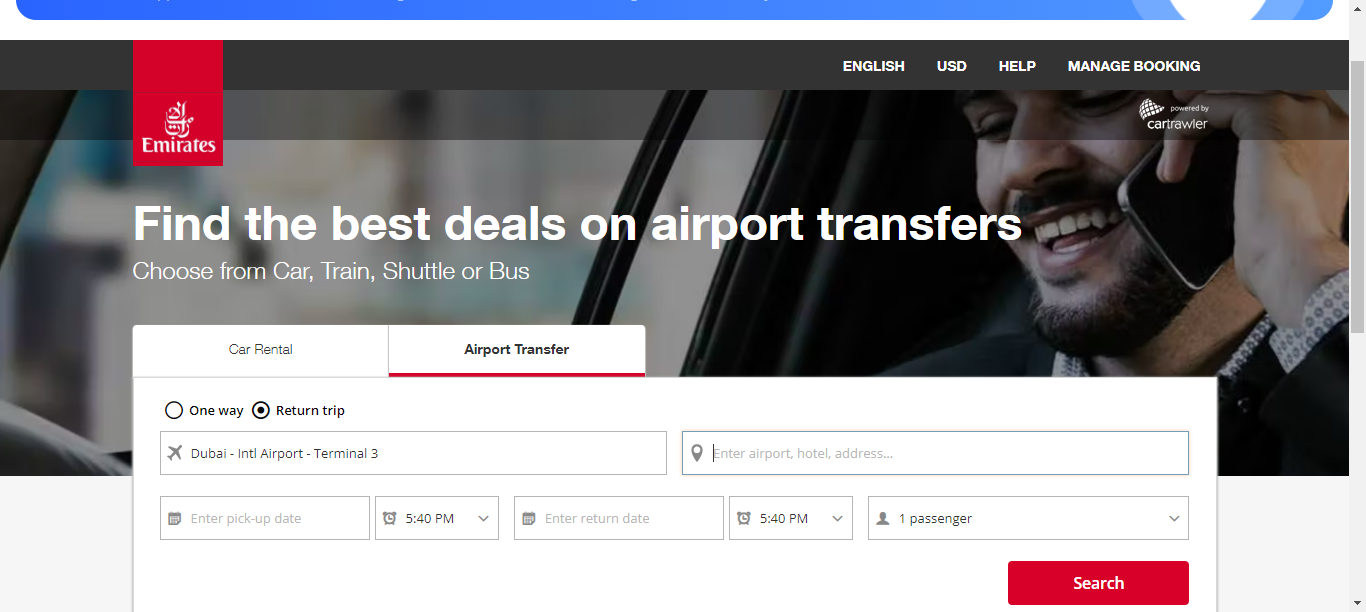 ENGLISH USD HELP MANAGE BOOKING
powered by
cartrawler
Emirates
Find the best deals on airport transfers
Choose from Car, Train, Shuttle or Bus
Car Rental Airport Transfer
One way Return trip
Dubai - Intl Airport - Terminal 3 Enter airport, hotel, address...
Enter pick-up date 5:40 PM Enter return date 5:40 PM 1 passenger
Search